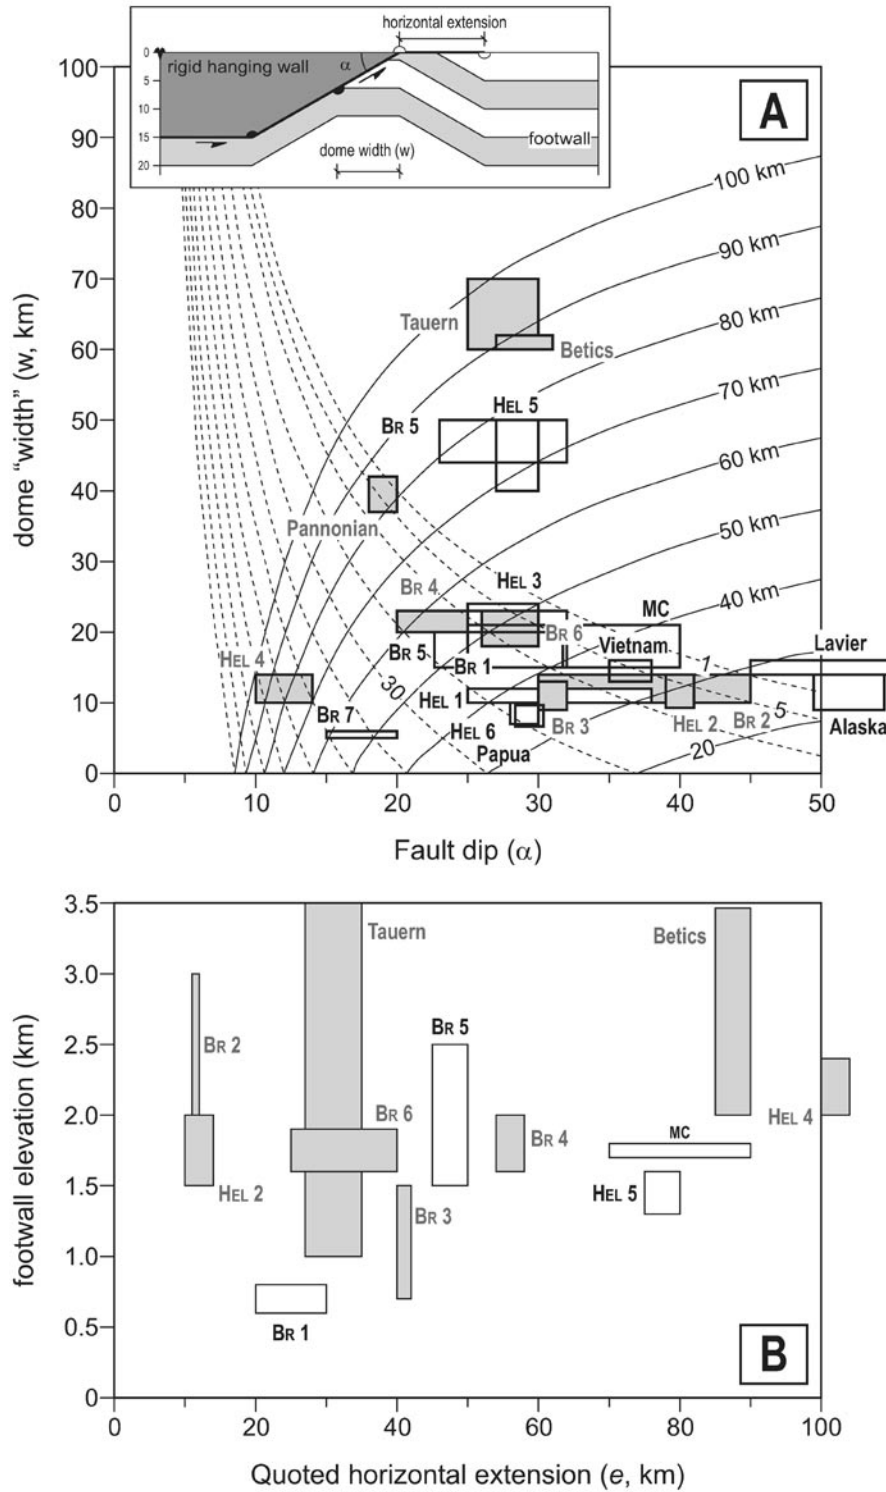 horizontal extension
0
5
10
15
20
rigid hanging wall
α
footwall
dome width (w)
A
dome “width” (w, km)
100
90
80
70
60
50
40
30
20
10
0
100 km
90 km
80 km
70 km
60 km
50 km
40 km
30
20
1
5
Tauern
Betics
HEL 5
BR 5
Pannonian
BR 4
HEL 3
MC
BR 6
Vietnam
Lavier
HEL 4
BR 5
BR 1
BR 7
HEL 1
HEL 6
Papua
BR 3
HEL 2
BR 2
Alaska
0 10 20 30 40 50
Fault dip (α)
footwall elevation (km)
3.5
3.0
2.5
2.0
1.5
1.0
0.5
0
Tauern
Betics
BR 2
BR 5
BR 6
BR 4
HEL 4
MC
HEL 2
BR 3
HEL 5
BR 1
B
0 20 40 60 80 100
Quoted horizontal extension (e, km)